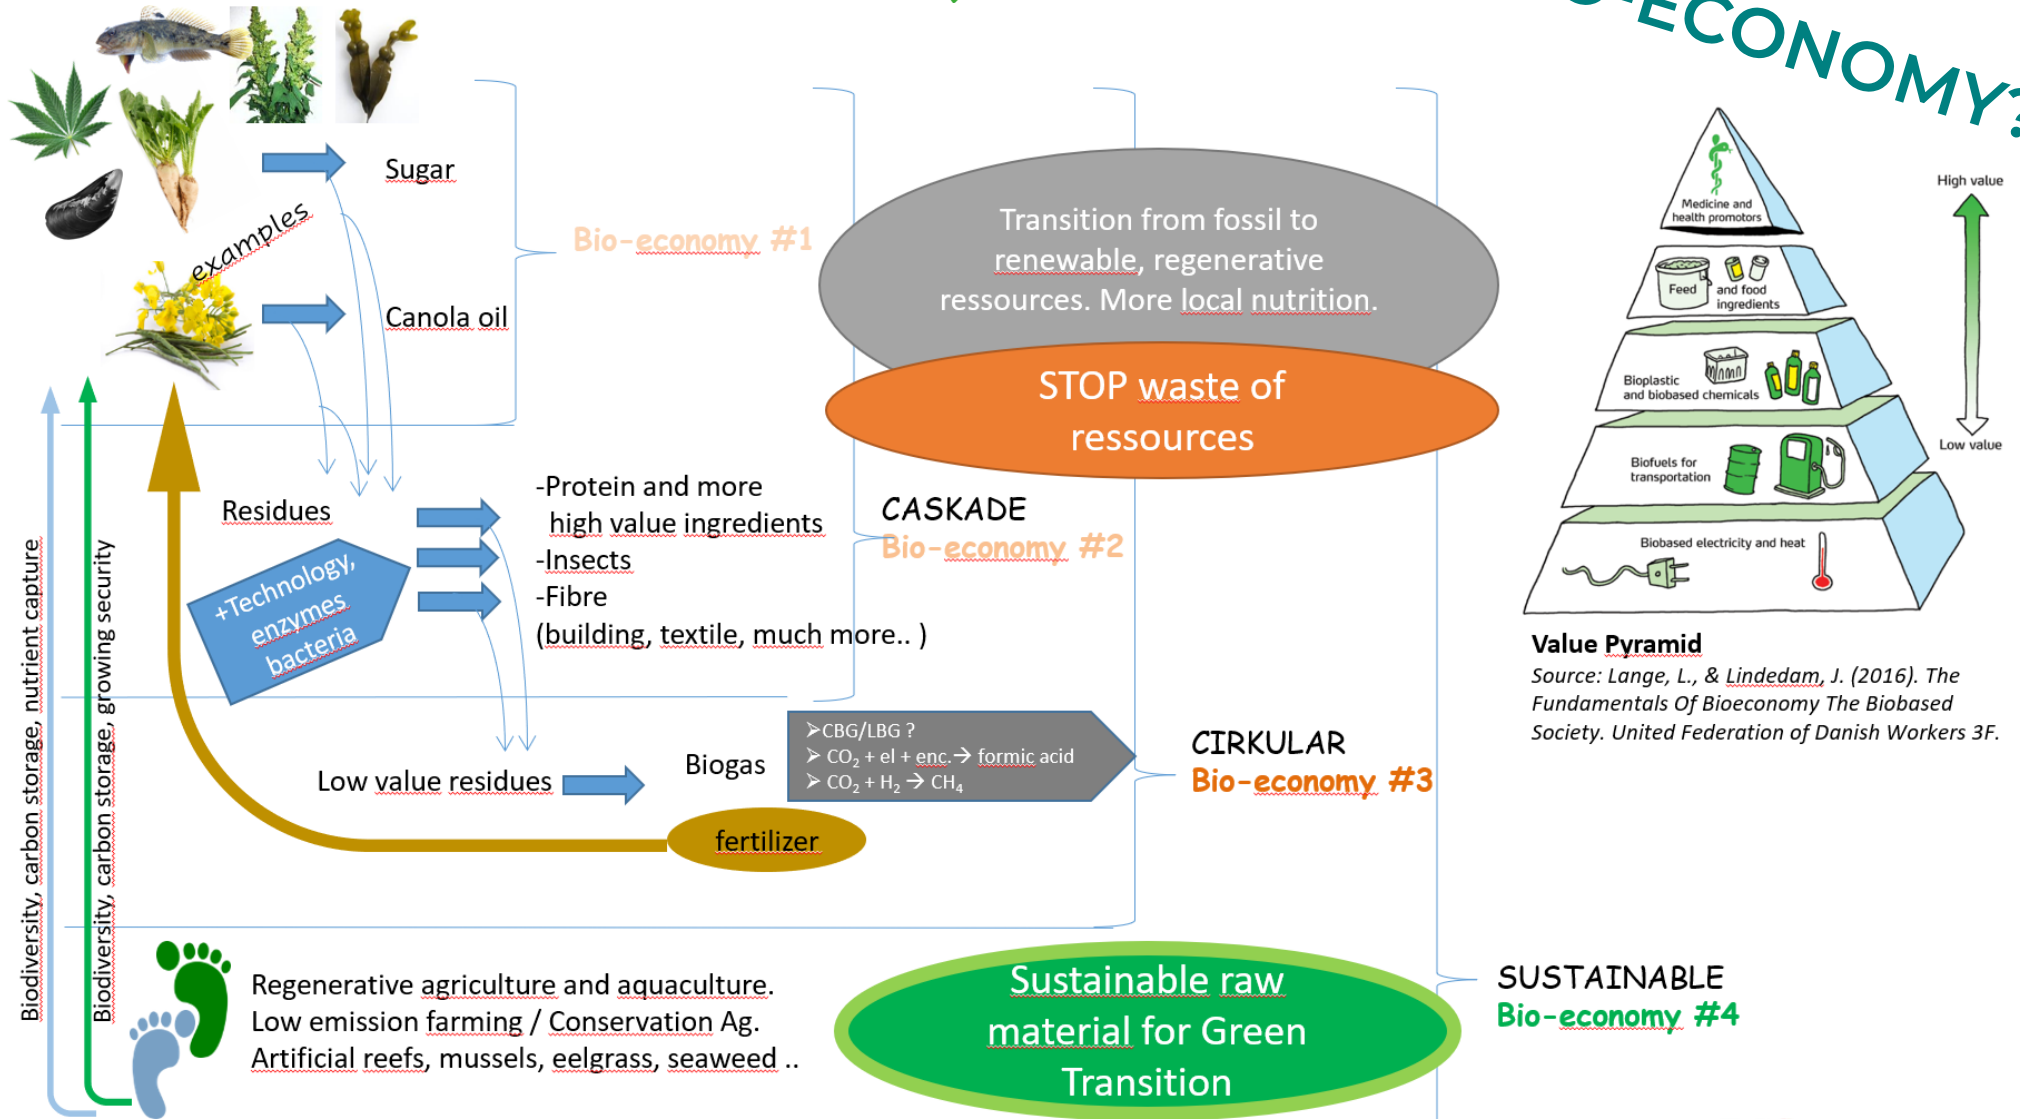 -ECONOMY?
Sugar
examples
Canola oil
Bio-economy #1
Transition from fossil to
renewable, regenerative
ressources. More local nutrition.
STOP waste of
ressources
Residues
+Technology,
enzymes
bacteria
-Protein and more
high value ingredients
-Insects
-Fibre
(building, textile, much more.. )
CASKADE
Bio-economy #2
Low value residues
Biogas
➢CBG/LBG ?
➢ CO₂ + el + enc.→ formic acid
➢ CO₂ + H₂ → CH₄
fertilizer
CIRKULAR
Bio-economy #3
Biodiversity, carbon storage, nutrient capture
Biodiversity, carbon storage, growing security
Regenerative agriculture and aquaculture.
Low emission farming / Conservation Ag.
Artificial reefs, mussels, eelgrass, seaweed ..
Sustainable raw
material for Green
Transition
SUSTAINABLE
Bio-economy #4
High value
Low value
Medicine and
health promotors
Feed
and food
ingredients
Bioplastic
and biobased chemicals
Biofuels for
transportation
Biobased electricity and heat
Value Pyramid
Source: Lange, L., & Lindedam, J. (2016). The
Fundamentals Of Bioeconomy The Biobased
Society. United Federation of Danish Workers 3F.